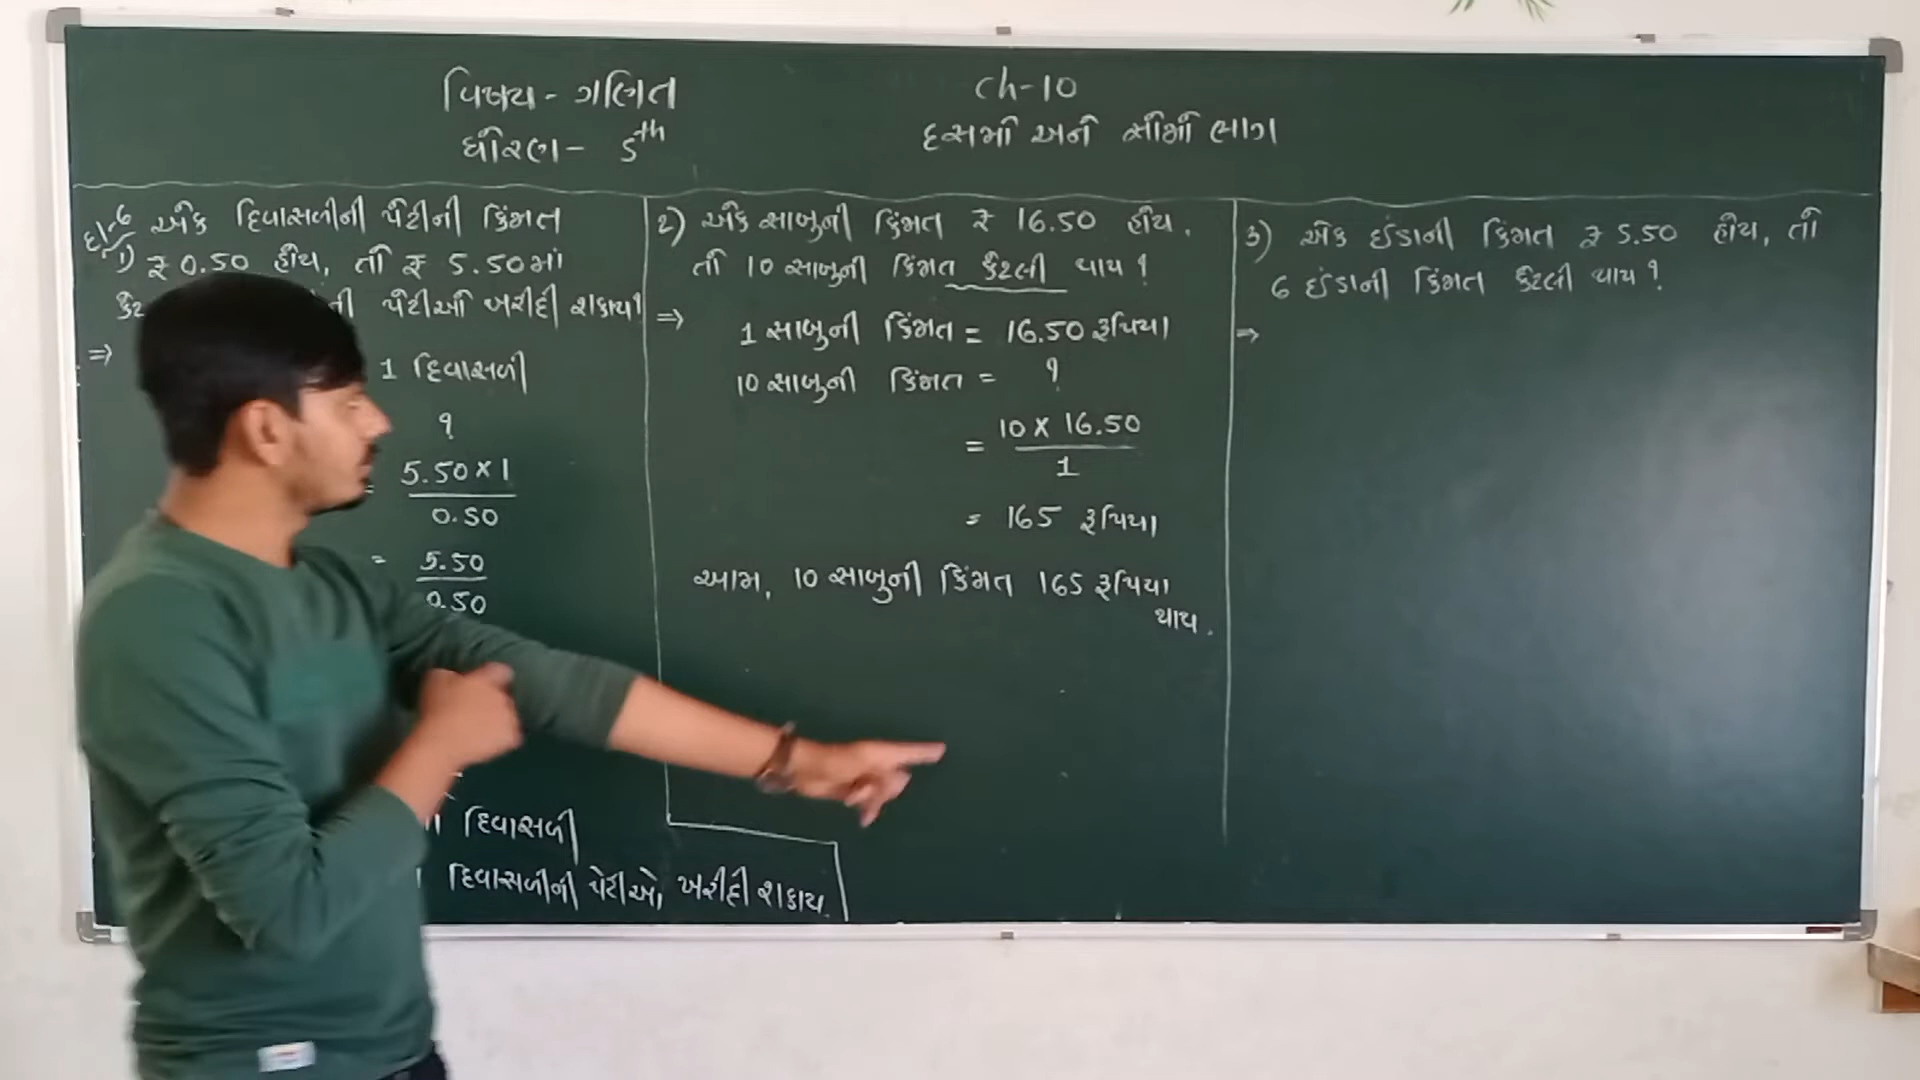 વિષય - ગણિત
ધોરણ - 5th
Ch-10
દસમાં અને સોમાં ભાગ
દા-6 એક દિવાસળીની પેટીની કિંમત
1) ₹ 0.50 હોય, તો ₹ 5.50માં
પેટીઓ ખરીદી શકાય?
⇒
1 દિવાસળી
?
5.50 × 1
0.50
= 5.50
0.50
દિવાસળી
દિવાસળીની પેટીઓ ખરીદી શકાય.
2) એક સાબુની કિંમત ₹ 16.50 હોય,
તો 10 સાબુની કિંમત કેટલી થાય?
⇒ 1 સાબુની કિંમત = 16.50 રૂપિયા
10 સાબુની કિંમત = ?
= 10 × 16.50
1
= 165 રૂપિયા
આમ, 10 સાબુની કિંમત 165 રૂપિયા
થાય.
3) એક ઈંડાની કિંમત ₹ 5.50 હોય, તો
6 ઈંડાની કિંમત કેટલી થાય?
⇒